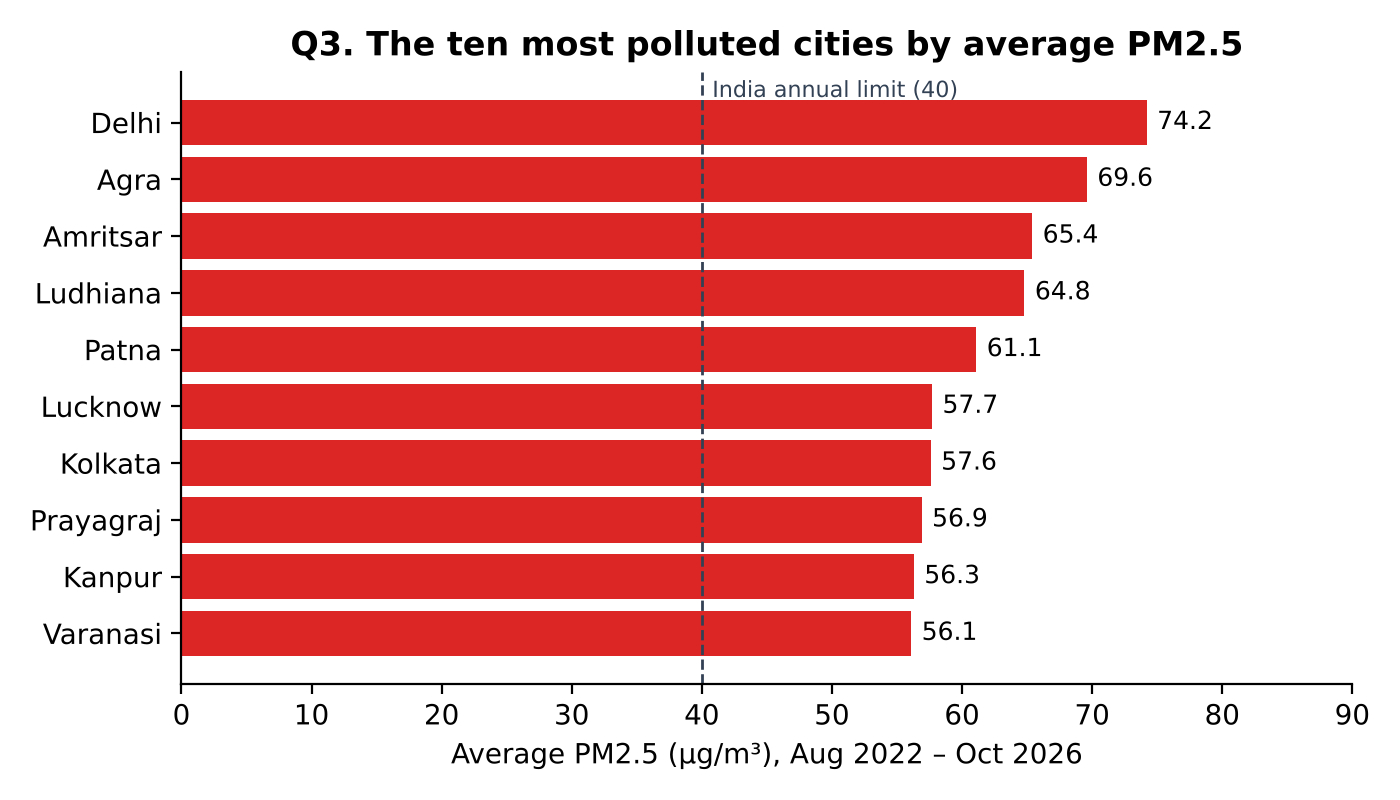 Q3. The ten most polluted cities by average PM2.5
India annual limit (40)
Delhi 74.2
Agra 69.6
Amritsar 65.4
Ludhiana 64.8
Patna 61.1
Lucknow 57.7
Kolkata 57.6
Prayagraj 56.9
Kanpur 56.3
Varanasi 56.1
0 10 20 30 40 50 60 70 80 90
Average PM2.5 (µg/m³), Aug 2022 – Oct 2026